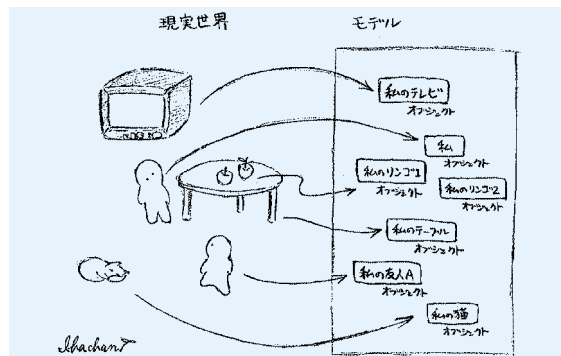 現実世界
モデル
私のテレビ
オブジェクト
私
オブジェクト
私のリンゴ1
オブジェクト
私のリンゴ2
オブジェクト
私のテーブル
オブジェクト
私の友人A
オブジェクト
私の猫
オブジェクト